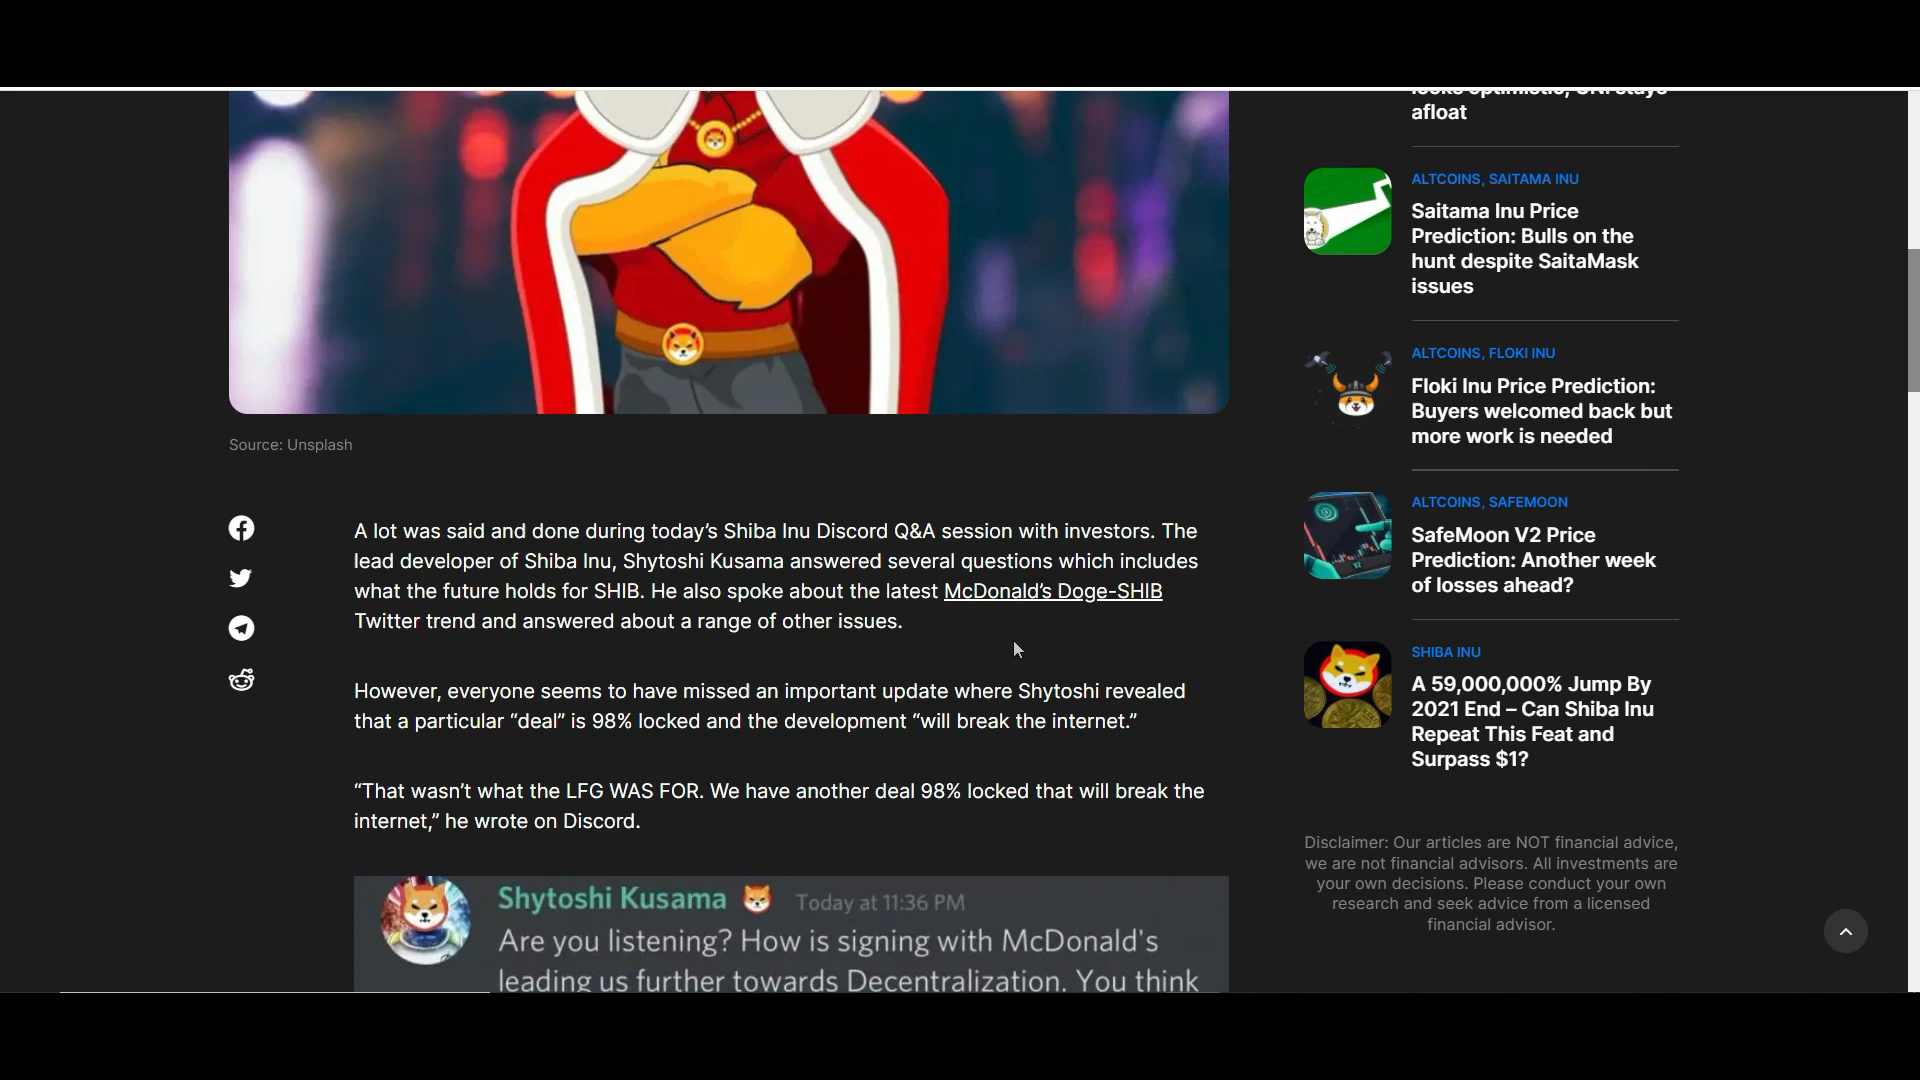 afloat
ALTCOINS, SAITAMA INU
Saitama Inu Price
Prediction: Bulls on the
hunt despite SaitaMask
issues
ALTCOINS, FLOKI INU
Floki Inu Price Prediction:
Buyers welcomed back but
more work is needed
ALTCOINS, SAFEMOON
SafeMoon V2 Price
Prediction: Another week
of losses ahead?
SHIBA INU
A 59,000,000% Jump By
2021 End – Can Shiba Inu
Repeat This Feat and
Surpass $1?
Disclaimer: Our articles are NOT financial advice,
we are not financial advisors. All investments are
your own decisions. Please conduct your own
research and seek advice from a licensed
financial advisor.
Source: Unsplash
A lot was said and done during today’s Shiba Inu Discord Q&A session with investors. The
lead developer of Shiba Inu, Shytoshi Kusama answered several questions which includes
what the future holds for SHIB. He also spoke about the latest McDonald’s Doge-SHIB
Twitter trend and answered about a range of other issues.
However, everyone seems to have missed an important update where Shytoshi revealed
that a particular “deal” is 98% locked and the development “will break the internet.”
“That wasn’t what the LFG WAS FOR. We have another deal 98% locked that will break the
internet,” he wrote on Discord.
Shytoshi Kusama Today at 11:36 PM
Are you listening? How is signing with McDonald's
leading us further towards Decentralization. You think